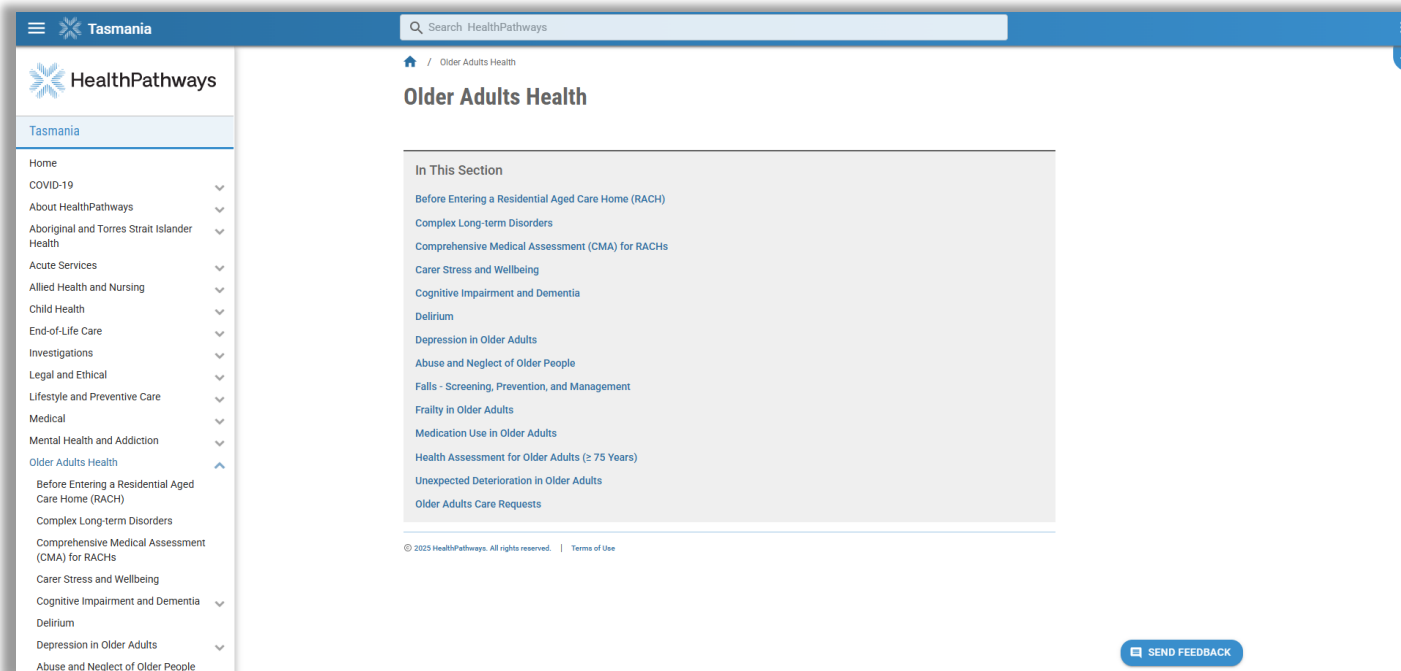 Tasmania
Search HealthPathways
HealthPathways
Tasmania
Home
COVID-19
About HealthPathways
Aboriginal and Torres Strait Islander
Health
Acute Services
Allied Health and Nursing
Child Health
End-of-Life Care
Investigations
Legal and Ethical
Lifestyle and Preventive Care
Medical
Mental Health and Addiction
Older Adults Health
Before Entering a Residential Aged
Care Home (RACH)
Complex Long-term Disorders
Comprehensive Medical Assessment
(CMA) for RACHs
Carer Stress and Wellbeing
Cognitive Impairment and Dementia
Delirium
Depression in Older Adults
Abuse and Neglect of Older People
/ Older Adults Health
Older Adults Health
In This Section
Before Entering a Residential Aged Care Home (RACH)
Complex Long-term Disorders
Comprehensive Medical Assessment (CMA) for RACHs
Carer Stress and Wellbeing
Cognitive Impairment and Dementia
Delirium
Depression in Older Adults
Abuse and Neglect of Older People
Falls - Screening, Prevention, and Management
Frailty in Older Adults
Medication Use in Older Adults
Health Assessment for Older Adults (≥ 75 Years)
Unexpected Deterioration in Older Adults
Older Adults Care Requests
© 2025 HealthPathways. All rights reserved. | Terms of Use
SEND FEEDBACK